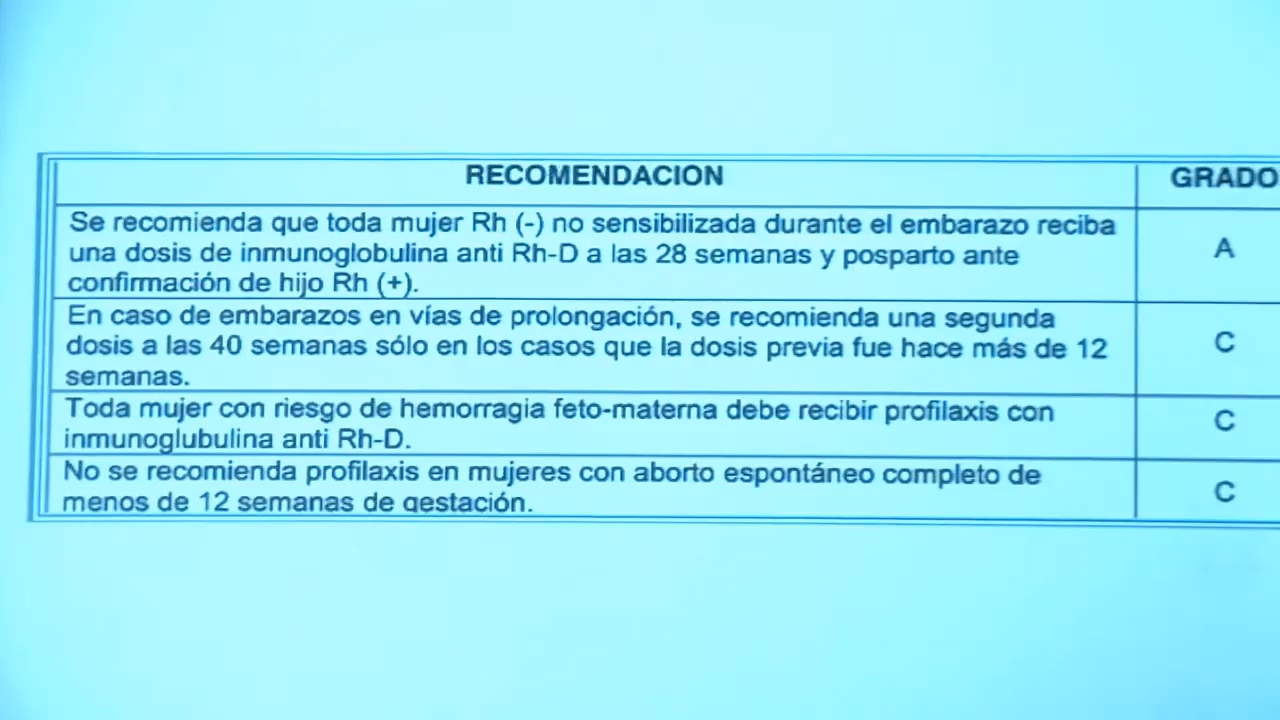 RECOMENDACION GRADO
Se recomienda que toda mujer Rh (-) no sensibilizada durante el embarazo reciba
una dosis de inmunoglobulina anti Rh-D a las 28 semanas y posparto ante
confirmación de hijo Rh (+).
A
En caso de embarazos en vías de prolongación, se recomienda una segunda
dosis a las 40 semanas sólo en los casos que la dosis previa fue hace más de 12
semanas.
C
Toda mujer con riesgo de hemorragia feto-materna debe recibir profilaxis con
inmunoglubulina anti Rh-D.
C
No se recomienda profilaxis en mujeres con aborto espontáneo completo de
menos de 12 semanas de gestación.
C